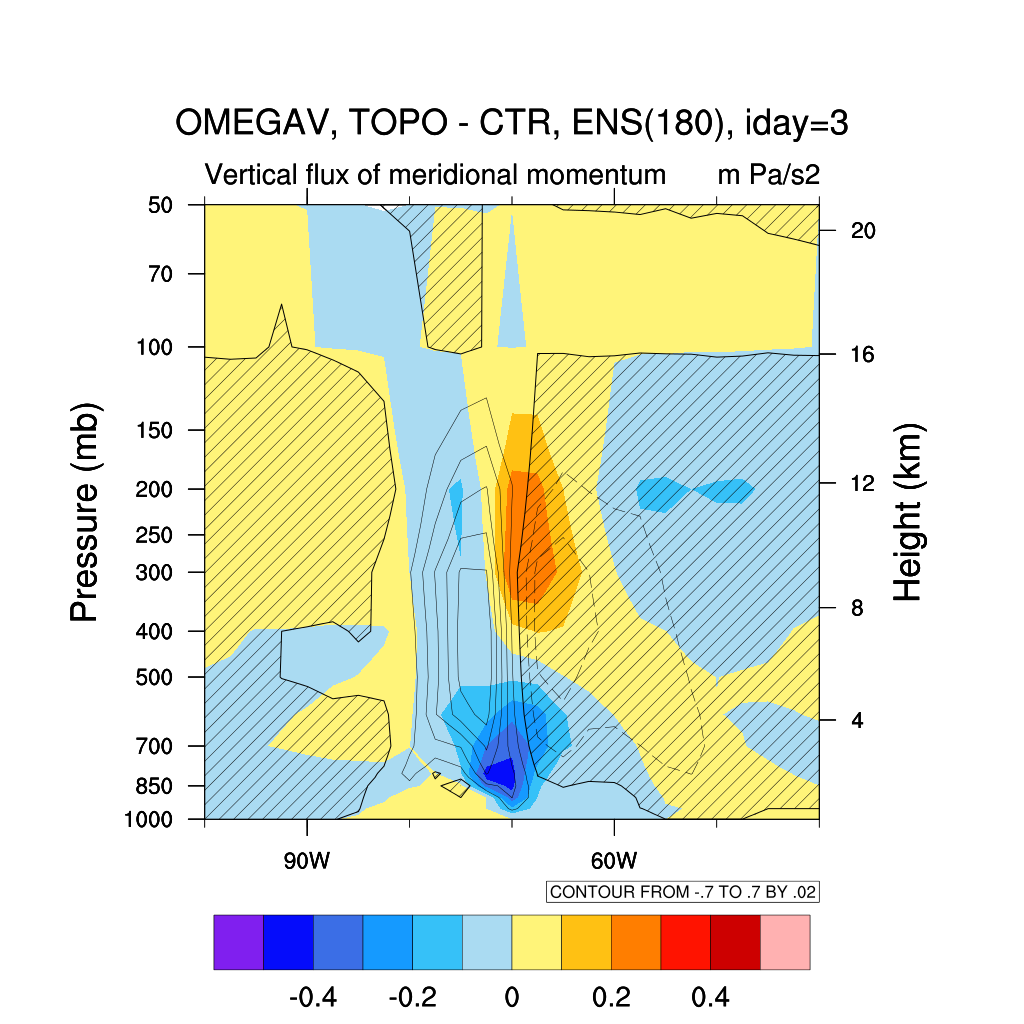 OMEGAV, TOPO - CTR, ENS(180), iday=3
Vertical flux of meridional momentum m Pa/s2
Pressure (mb)
50
70
100
150
200
250
300
400
500
700
850
1000
20
16
12
8
4
Height (km)
90W 60W
CONTOUR FROM -.7 TO .7 BY .02
-0.4 -0.2 0 0.2 0.4